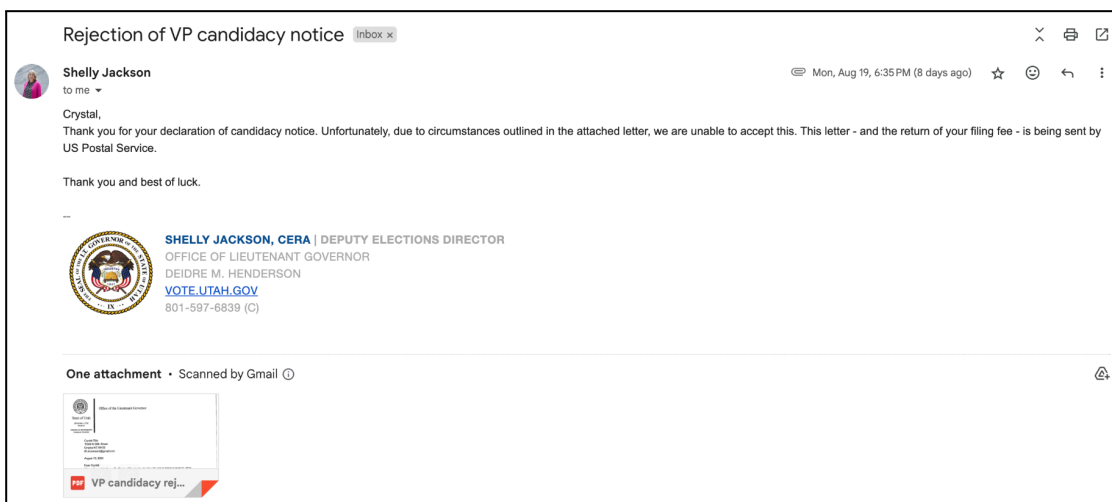 Rejection of VP candidacy notice Inbox x
Shelly Jackson
Mon, Aug 19, 6:35 PM (8 days ago)
to me
Crystal,
Thank you for your declaration of candidacy notice. Unfortunately, due to circumstances outlined in the attached letter, we are unable to accept this. This letter - and the return of your filing fee - is being sent by
US Postal Service.
Thank you and best of luck.
--
SHELLY JACKSON, CERA | DEPUTY ELECTIONS DIRECTOR
OFFICE OF LIEUTENANT GOVERNOR
DEIDRE M. HENDERSON
VOTE.UTAH.GOV
801-597-6839 (C)
One attachment • Scanned by Gmail
Office of the Lieutenant Governor
PDF VP candidacy rej...